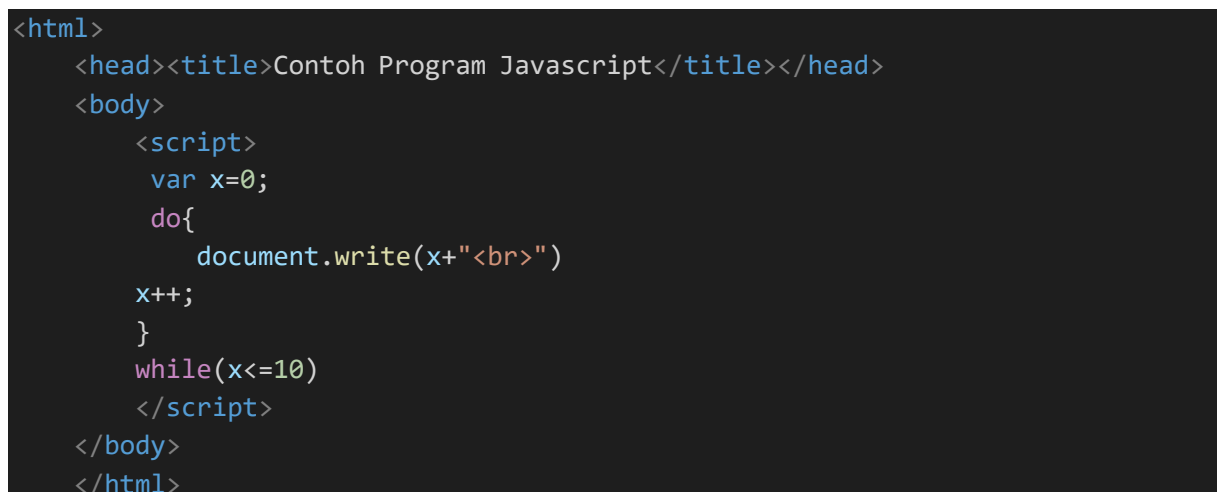 <html>
<head><title>Contoh Program Javascript</title></head>
<body>
<script>
var x=0;
do{
document.write(x+"<br>")
x++;
}
while(x<=10)
</script>
</body>
</html>